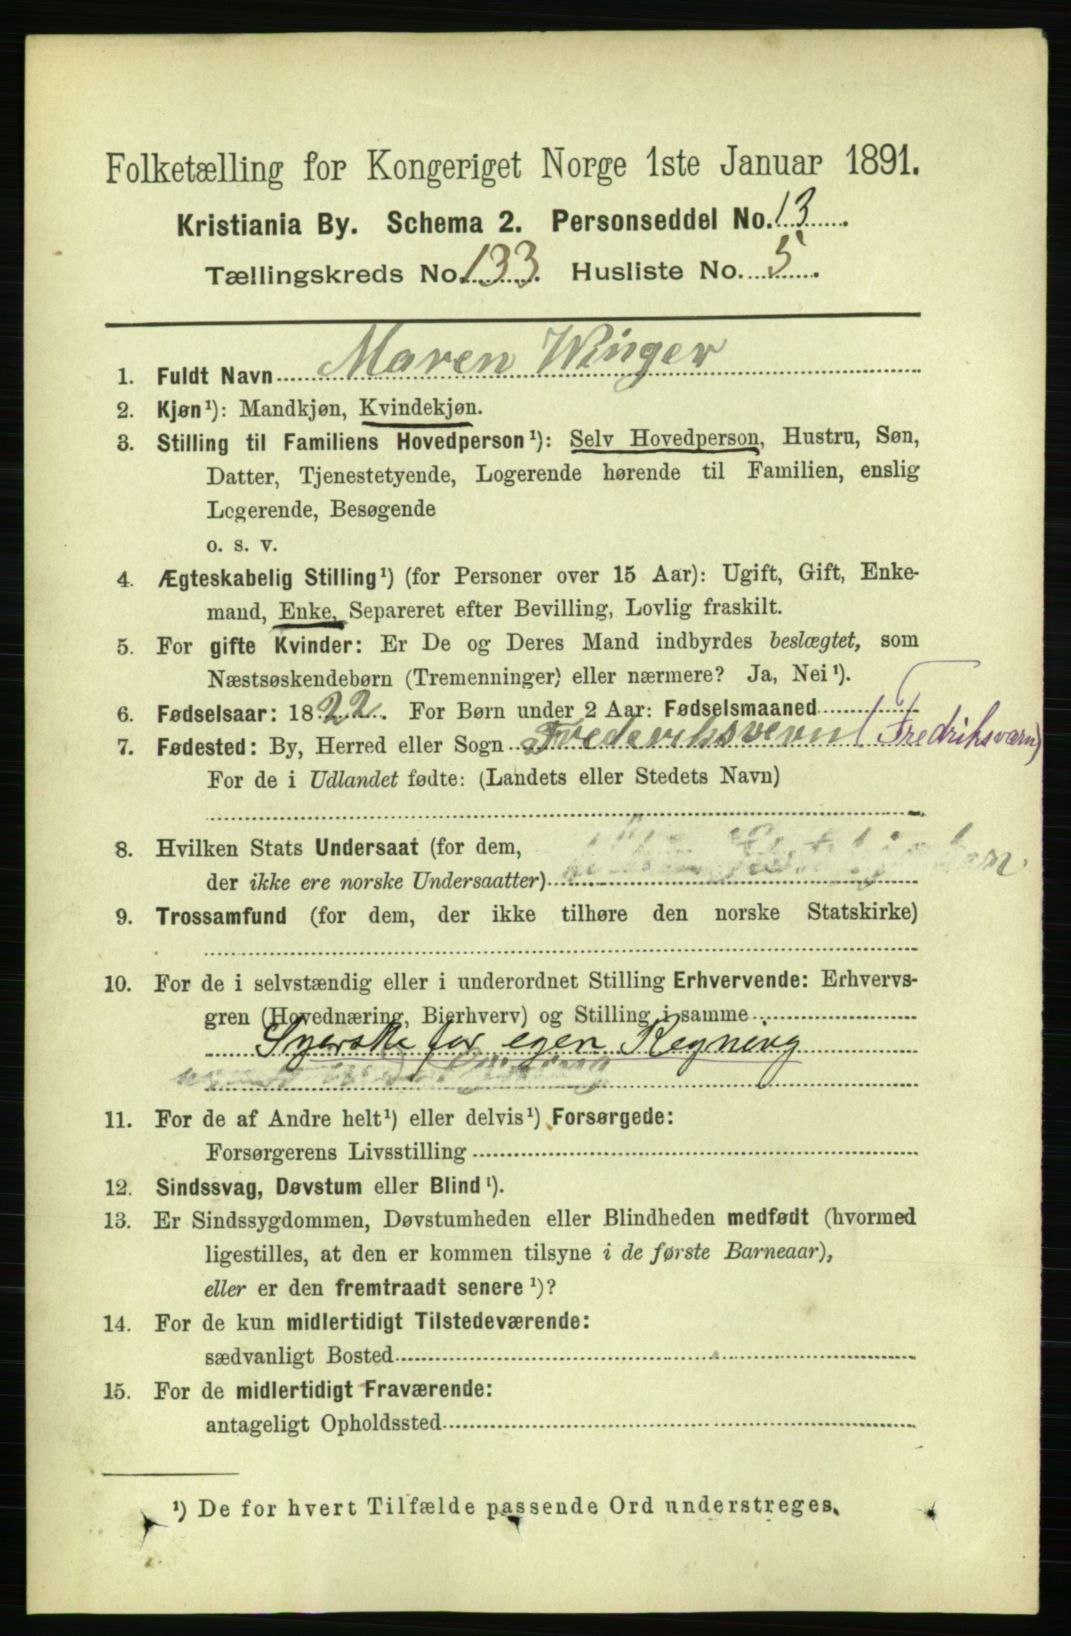 Folketælling for Kongeriget Norge 1ste Januar 1891.
Kristiania By. Schema 2. Personseddel No. 13.
Tællingskreds No. 133. Husliste No. 5.
1. Fuldt Navn Maren Winger
2. Kjøn¹): Mandkjøn, Kvindekjøn.
3. Stilling til Familiens Hovedperson¹): Selv Hovedperson, Hustru, Søn,
Datter, Tjenestetyende, Logerende hørende til Familien, enslig
Logerende, Besøgende
o. s. v.
4. Ægteskabelig Stilling¹) (for Personer over 15 Aar): Ugift, Gift, Enke-
mand, Enke, Separeret efter Bevilling, Lovlig fraskilt.
5. For gifte Kvinder: Er De og Deres Mand indbyrdes beslægtet, som
Næstsøskendebørn (Tremenninger) eller nærmere? Ja, Nei¹).
6. Fødselsaar: 1822. For Børn under 2 Aar: Fødselsmaaned
7. Fødested: By, Herred eller Sogn Frederiksvern (Fredriksværn)
For de i Udlandet fødte: (Landets eller Stedets Navn)
8. Hvilken Stats Undersaat (for dem,
der ikke ere norske Undersaatter)
9. Trossamfund (for dem, der ikke tilhøre den norske Statskirke)
10. For de i selvstændig eller i underordnet Stilling Erhvervende: Erhvervs-
gren (Hovednæring, Bierhverv) og Stilling i samme
Syerske for egen Regning
11. For de af Andre helt¹) eller delvis¹) Forsørgede:
Forsørgerens Livsstilling
12. Sindssvag, Døvstum eller Blind¹).
13. Er Sindssygdommen, Døvstumheden eller Blindheden medfødt (hvormed
ligestilles, at den er kommen tilsyne i de første Barneaar),
eller er den fremtraadt senere¹)?
14. For de kun midlertidigt Tilstedeværende:
sædvanligt Bosted
15. For de midlertidigt Fraværende:
antageligt Opholdssted
¹) De for hvert Tilfælde passende Ord understreges.